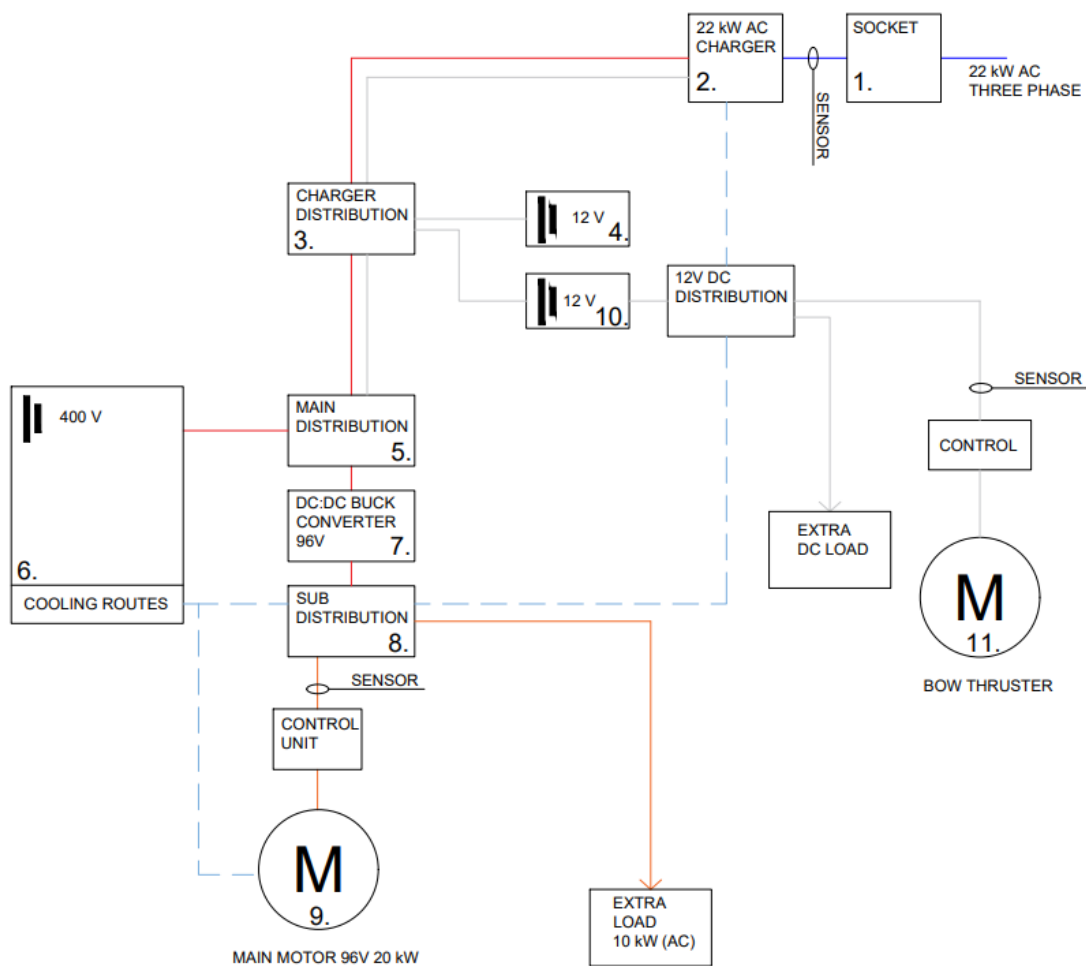 22 kW AC
CHARGER
2.
SOCKET
1.
22 kW AC
THREE PHASE
SENSOR
CHARGER
DISTRIBUTION
3.
12 V
4.
12 V
10.
12V DC
DISTRIBUTION
SENSOR
CONTROL
400 V
6.
COOLING ROUTES
MAIN
DISTRIBUTION
5.
DC:DC BUCK
CONVERTER
96V
7.
SUB
DISTRIBUTION
8.
EXTRA
DC LOAD
M
11.
BOW THRUSTER
SENSOR
CONTROL
UNIT
M
9.
MAIN MOTOR 96V 20 kW
EXTRA
LOAD
10 kW (AC)